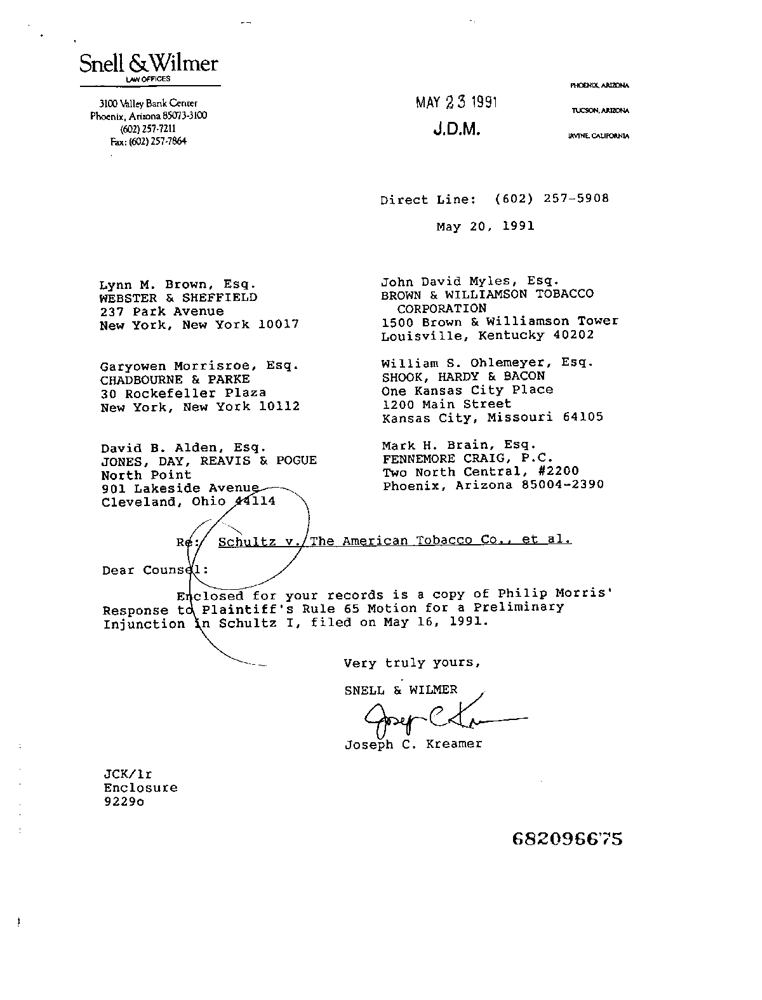 Snell & Wilmer
LAW OFFICES
3100 Valley Bank Center
Phoenix, Arizona 85073-3100
(602) 257-7211
Fax: (602) 257-7864
MAY 23 1991
J.D.M.
PHOENIX, ARIZONA
TUCSON, ARIZONA
IRVINE, CALIFORNIA
Direct Line: (602) 257-5908
May 20, 1991
Lynn M. Brown, Esq.
WEBSTER & SHEFFIELD
237 Park Avenue
New York, New York 10017
John David Myles, Esq.
BROWN & WILLIAMSON TOBACCO
CORPORATION
1500 Brown & Williamson Tower
Louisville, Kentucky 40202
Garyowen Morrisroe, Esq.
CHADBOURNE & PARKE
30 Rockefeller Plaza
New York, New York 10112
William S. Ohlemeyer, Esq.
SHOOK, HARDY & BACON
One Kansas City Place
1200 Main Street
Kansas City, Missouri 64105
David B. Alden, Esq.
JONES, DAY, REAVIS & POGUE
North Point
901 Lakeside Avenue
Cleveland, Ohio 44114
Mark H. Brain, Esq.
FENNEMORE CRAIG, P.C.
Two North Central, #2200
Phoenix, Arizona 85004-2390
Re: Schultz v. The American Tobacco Co., et al.
Dear Counsel:
Enclosed for your records is a copy of Philip Morris'
Response to Plaintiff's Rule 65 Motion for a Preliminary
Injunction in Schultz I, filed on May 16, 1991.
Very truly yours,
SNELL & WILMER
Joseph C. Kreamer
JCK/lr
Enclosure
9229o
682096675